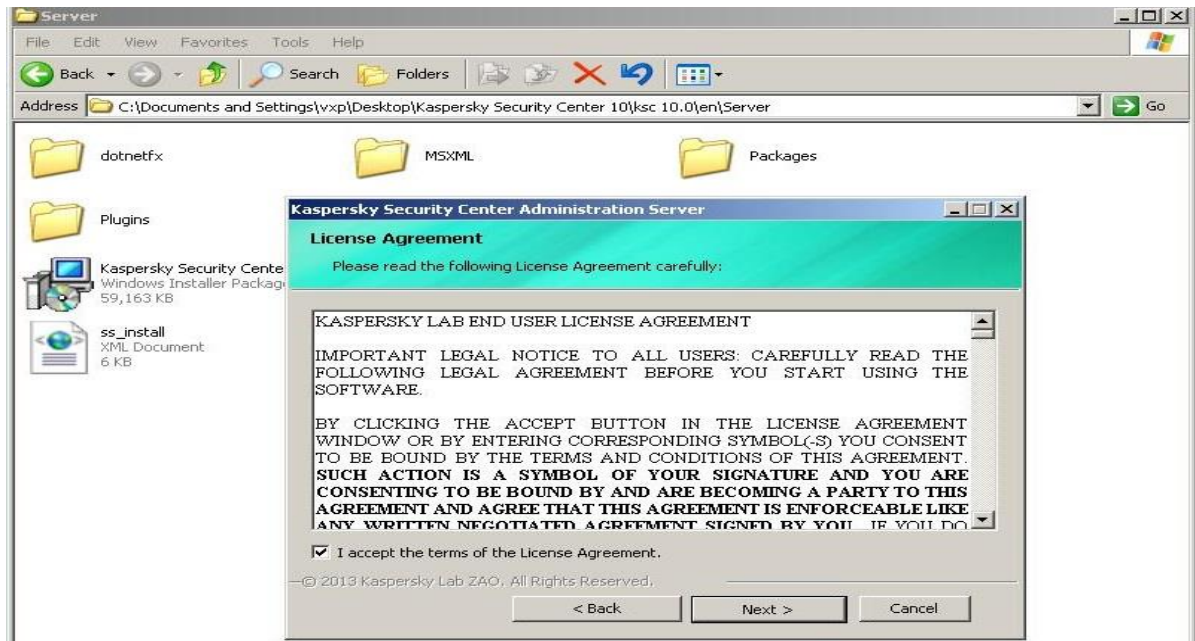 Server
File Edit View Favorites Tools Help
Back Search Folders
Address C:\Documents and Settings\vxp\Desktop\Kaspersky Security Center 10\ksc 10.0\en\Server Go
dotnetfx MSXML Packages
Plugins
Kaspersky Security Cente
Windows Installer Packag
59,163 KB
ss_install
XML Document
6 KB
Kaspersky Security Center Administration Server
License Agreement
Please read the following License Agreement carefully:
KASPERSKY LAB END USER LICENSE AGREEMENT
IMPORTANT LEGAL NOTICE TO ALL USERS: CAREFULLY READ THE
FOLLOWING LEGAL AGREEMENT BEFORE YOU START USING THE
SOFTWARE.
BY CLICKING THE ACCEPT BUTTON IN THE LICENSE AGREEMENT
WINDOW OR BY ENTERING CORRESPONDING SYMBOL(-S) YOU CONSENT
TO BE BOUND BY THE TERMS AND CONDITIONS OF THIS AGREEMENT.
SUCH ACTION IS A SYMBOL OF YOUR SIGNATURE AND YOU ARE
CONSENTING TO BE BOUND BY AND ARE BECOMING A PARTY TO THIS
AGREEMENT AND AGREE THAT THIS AGREEMENT IS ENFORCEABLE LIKE
ANY WRITTEN NEGOTIATED AGREEMENT SIGNED BY YOU. IF YOU DO
I accept the terms of the License Agreement.
© 2013 Kaspersky Lab ZAO. All Rights Reserved.
< Back Next > Cancel